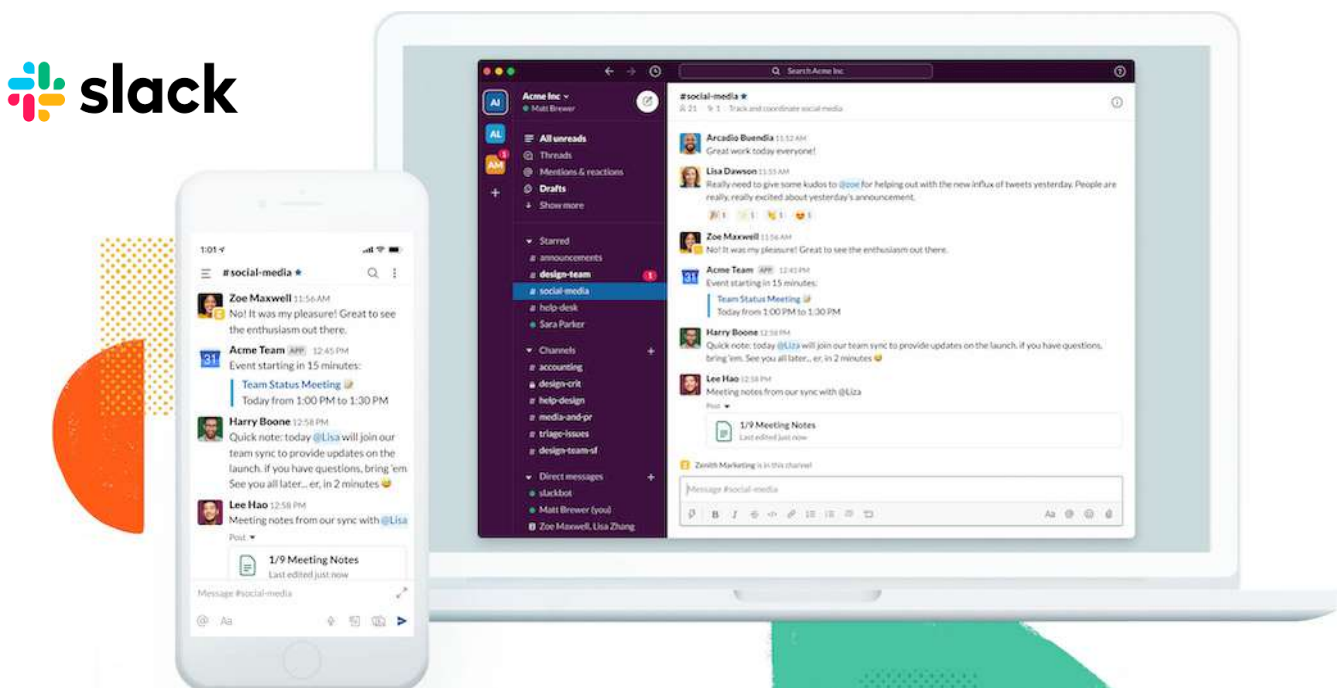 slack
1:01
#social-media
Zoe Maxwell 11:56 AM
No! It was my pleasure! Great to see
the enthusiasm out there.
31
Acme Team APP 12:45 PM
Event starting in 15 minutes:
Team Status Meeting
Today from 1:00 PM to 1:30 PM
Harry Boone 12:58 PM
Quick note: today @Lisa will join our
team sync to provide updates on the
launch. if you have questions, bring 'em
See you all later... er, in 2 minutes
Lee Hao 12:58 PM
Meeting notes from our sync with @Lisa
Post
1/9 Meeting Notes
Last edited just now
Message #social-media
@ Aa
Search Acme Inc
AI
AL
AM
1
Acme Inc
Matt Brewer
All unreads
Threads
Mentions & reactions
Drafts
Show more
Starred
# announcements
# design-team 1
# social-media
# help-desk
Sara Parker
Channels +
# accounting
design-crit
# help-design
# media-and-pr
# triage-issues
# design-team-sf
Direct messages +
slackbot
Matt Brewer (you)
Zoe Maxwell, Lisa Zhang
#social-media
21 1 Track and coordinate social media
Arcadio Buendia 11:52 AM
Great work today everyone!
Lisa Dawson 11:55 AM
Really need to give some kudos to @zoe for helping out with the new influx of tweets yesterday. People are
really, really excited about yesterday's announcement.
1 1 1 1
Zoe Maxwell 11:56 AM
No! It was my pleasure! Great to see the enthusiasm out there.
31
Acme Team APP 12:45 PM
Event starting in 15 minutes:
Team Status Meeting
Today from 1:00 PM to 1:30 PM
Harry Boone 12:58 PM
Quick note: today @Liza will join our team sync to provide updates on the launch. if you have questions,
bring 'em. See you all later... er, in 2 minutes
Lee Hao 12:58 PM
Meeting notes from our sync with @Liza
Post
1/9 Meeting Notes
Last edited just now
Zenith Marketing is in this channel
Message #social-media
B I S </> Aa @